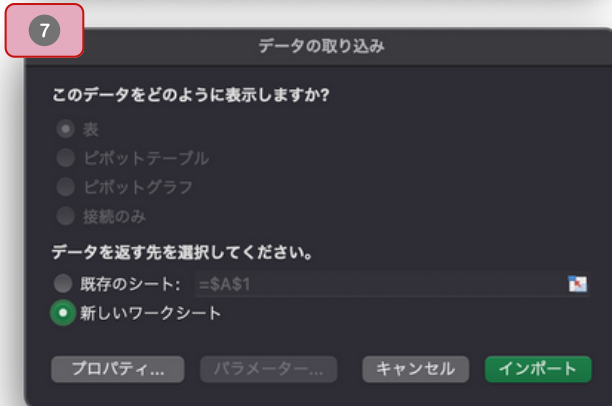 7
データの取り込み
このデータをどのように表示しますか?
表
ピボットテーブル
ピボットグラフ
接続のみ
データを返す先を選択してください。
既存のシート: =$A$1
新しいワークシート
プロパティ... パラメーター... キャンセル インポート